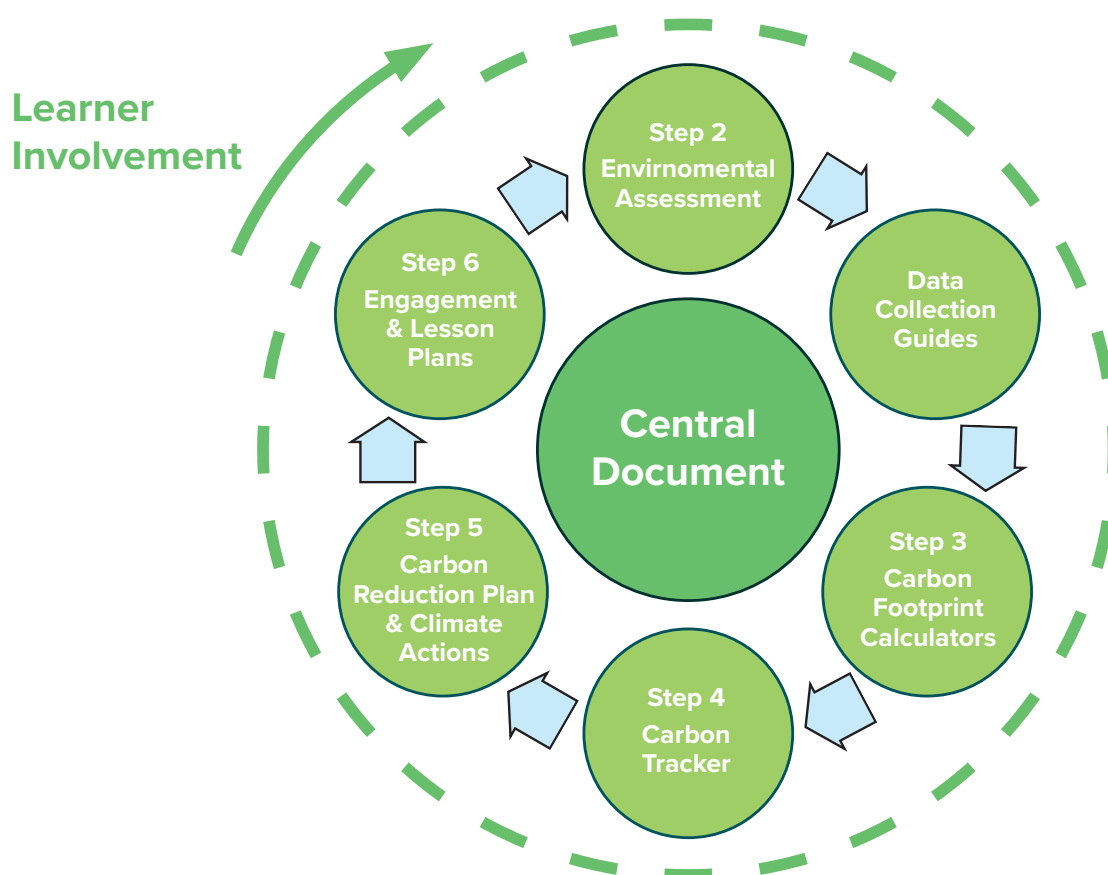 Learner
Involvement
Step 2
Envirnomental
Assessment
Data
Collection
Guides
Step 3
Carbon
Footprint
Calculators
Step 4
Carbon
Tracker
Step 5
Carbon
Reduction Plan
& Climate
Actions
Step 6
Engagement
& Lesson
Plans
Central
Document